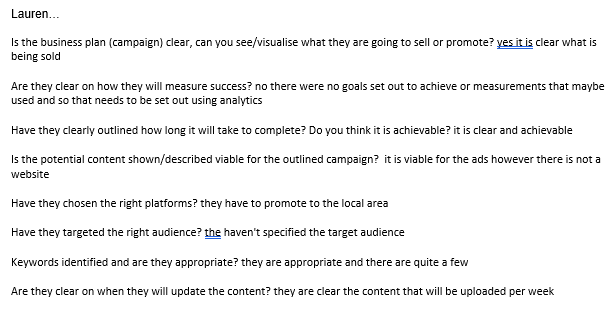 Lauren…
Is the business plan (campaign) clear, can you see/visualise what they are going to sell or promote? yes it is clear what is
being sold
Are they clear on how they will measure success? no there were no goals set out to achieve or measurements that maybe
used and so that needs to be set out using analytics
Have they clearly outlined how long it will take to complete? Do you think it is achievable? it is clear and achievable
Is the potential content shown/described viable for the outlined campaign?  it is viable for the ads however there is not a
website
Have they chosen the right platforms? they have to promote to the local area
Have they targeted the right audience? the haven't specified the target audience
Keywords identified and are they appropriate? they are appropriate and there are quite a few
Are they clear on when they will update the content? they are clear the content that will be uploaded per week